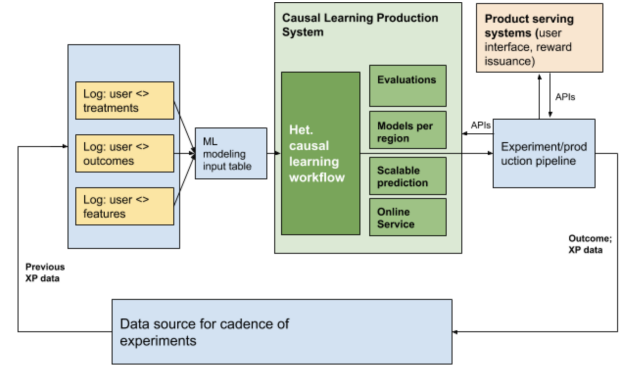 Causal Learning Production
System
Product serving
systems (user
interface, reward
issuance)
Log: user <>
treatments
Log: user <>
outcomes
Log: user <>
features
ML
modeling
input table
Het.
causal
learning
workflow
Evaluations
Models per
region
Scalable
prediction
Online
Service
APIs
APIs
Experiment/prod
uction pipeline
Previous
XP data
Outcome;
XP data
Data source for cadence of
experiments